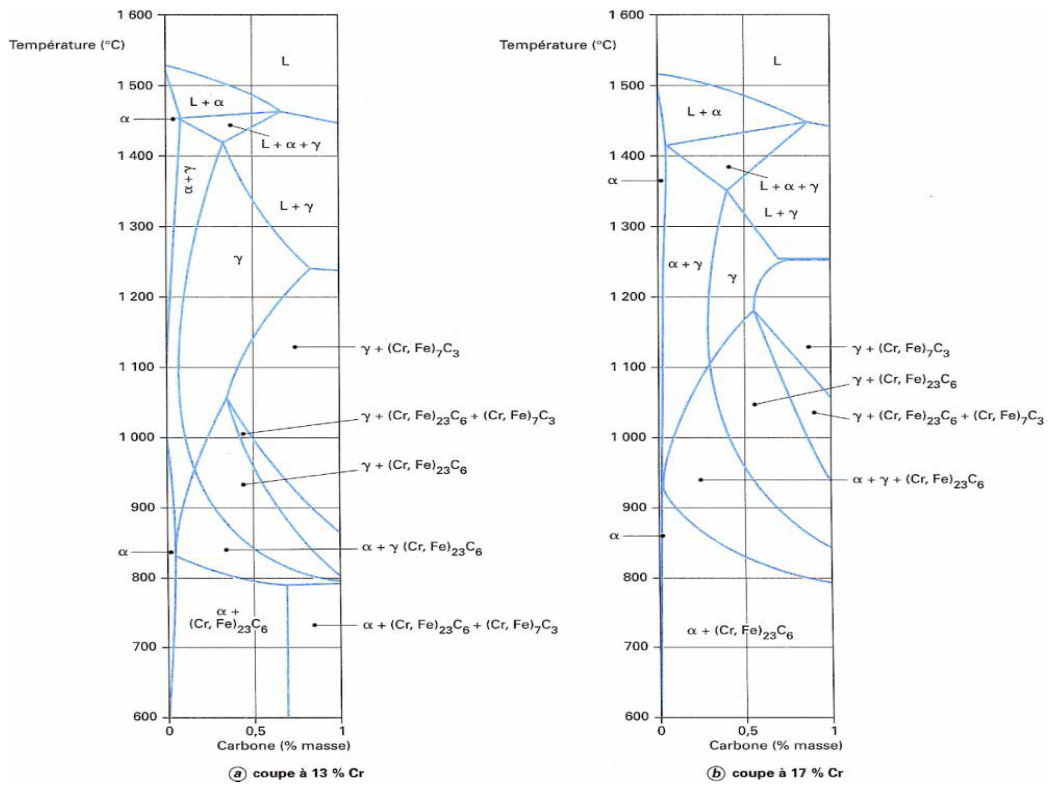 1 600
Température (°C)
L
1 500
L + α
α
L + α + γ
1 400
α + γ
1 300
L + γ
γ
1 200
γ + (Cr, Fe)7C3
1 100
γ + (Cr, Fe)23C6 + (Cr, Fe)7C3
1 000
γ + (Cr, Fe)23C6
900
α + γ (Cr, Fe)23C6
α
800
α +
(Cr, Fe)23C6
α + (Cr, Fe)23C6 + (Cr, Fe)7C3
700
600
0 0,5 1
Carbone (% masse)
a coupe à 13 % Cr
1 600
Température (°C)
L
1 500
L + α
1 400
L + α + γ
α
L + γ
1 300
α + γ
γ
1 200
γ + (Cr, Fe)7C3
1 100
γ + (Cr, Fe)23C6
γ + (Cr, Fe)23C6 + (Cr, Fe)7C3
1 000
α + γ + (Cr, Fe)23C6
900
α
800
α + (Cr, Fe)23C6
700
600
0 0,5 1
Carbone (% masse)
b coupe à 17 % Cr